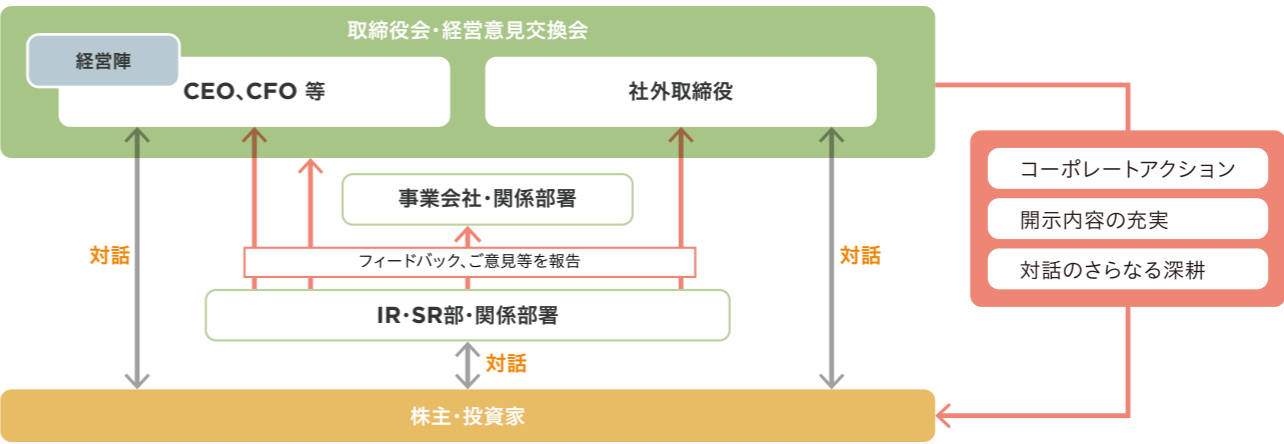 取締役会・経営意見交換会
経営陣
CEO、CFO 等
社外取締役
コーポレートアクション
開示内容の充実
対話のさらなる深耕
事業会社・関係部署
対話
対話
フィードバック、ご意見等を報告
IR・SR部・関係部署
対話
株主・投資家